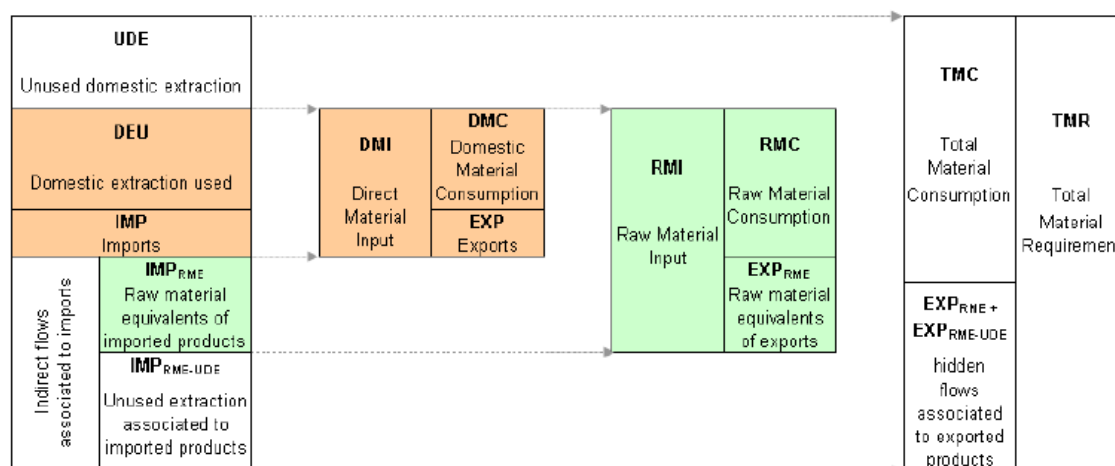 UDE
Unused domestic extraction
DEU
Domestic extraction used
IMP
Imports
Indirect flows
associated to imports
IMPRME
Raw material
equivalents of
imported products
IMPRME-UDE
Unused extraction
associated to
imported products
DMI
Direct
Material
Input
DMC
Domestic
Material
Consumption
EXP
Exports
RMI
Raw Material
Input
RMC
Raw Material
Consumption
EXPRME
Raw material
equivalents
of exports
TMC
Total
Material
Consumption
EXPRME +
EXPRME-UDE
hidden
flows
associated
to exported
products
TMR
Total
Material
Requiremen